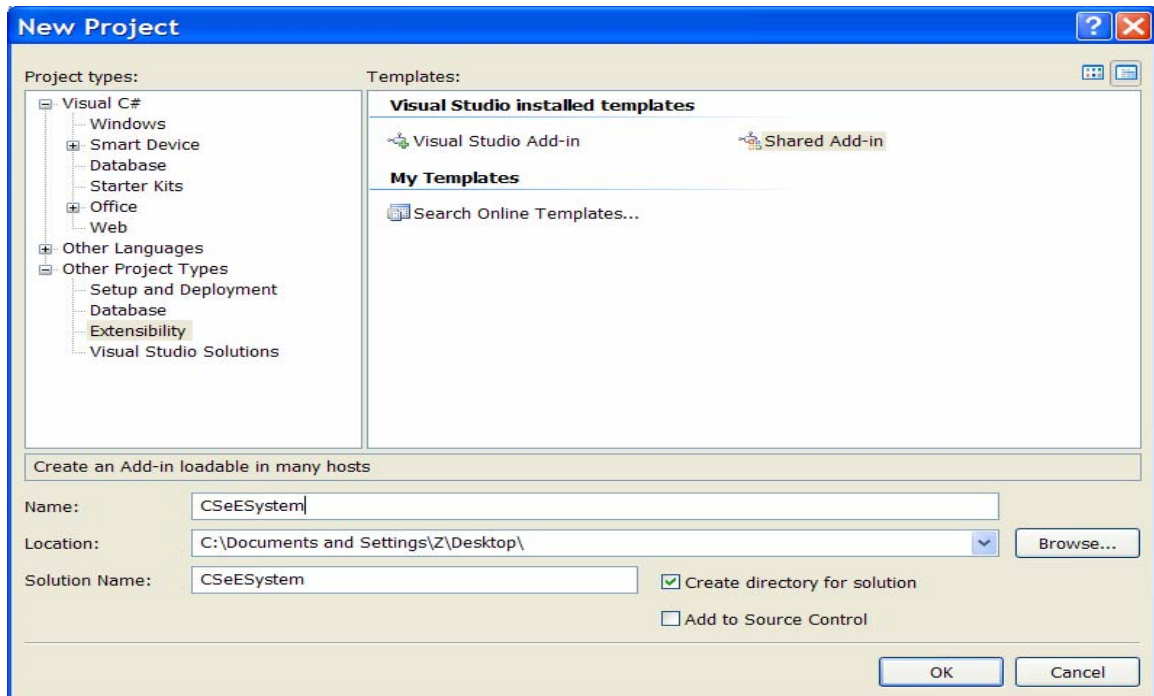 New Project
Project types:
Templates:
Visual C#
Windows
Smart Device
Database
Starter Kits
Office
Web
Other Languages
Other Project Types
Setup and Deployment
Database
Extensibility
Visual Studio Solutions
Visual Studio installed templates
Visual Studio Add-in
Shared Add-in
My Templates
Search Online Templates...
Create an Add-in loadable in many hosts
Name:
CSeESystem
Location:
C:\Documents and Settings\Z\Desktop\
Browse...
Solution Name:
CSeESystem
Create directory for solution
Add to Source Control
OK
Cancel